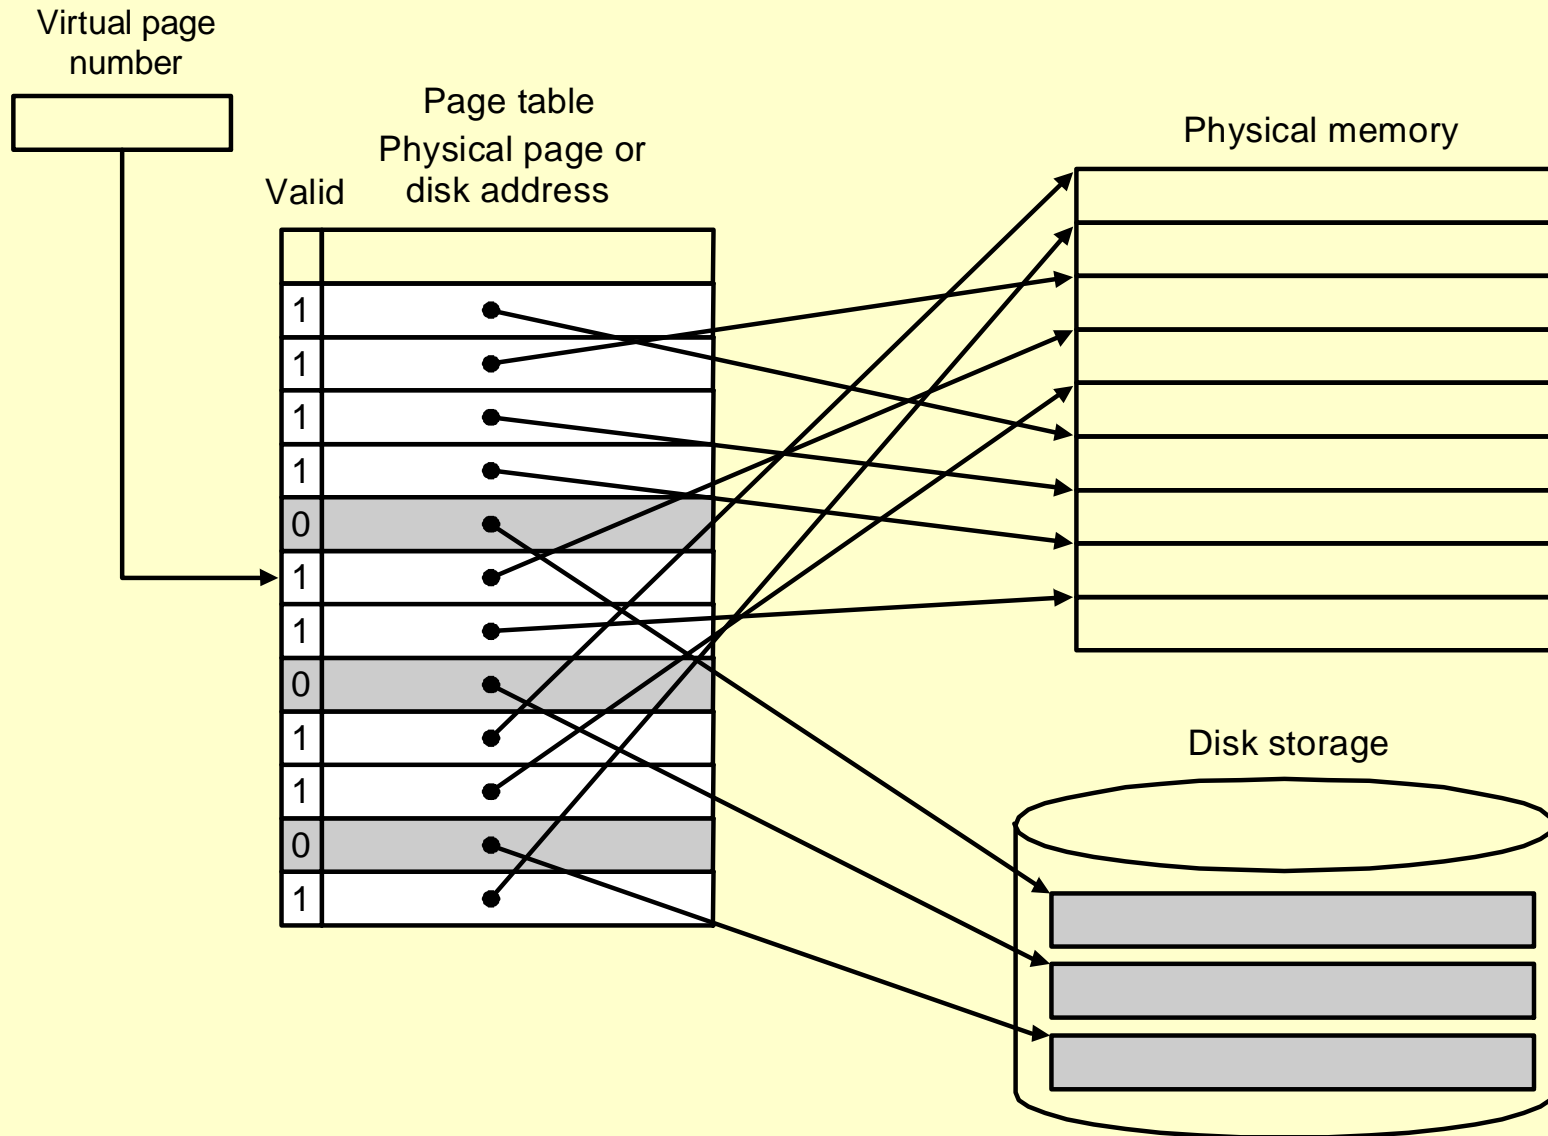 Virtual page
number
Page table
Physical page or
disk address
Valid
Physical memory
1
1
1
1
0
1
1
0
1
1
0
1
Disk storage